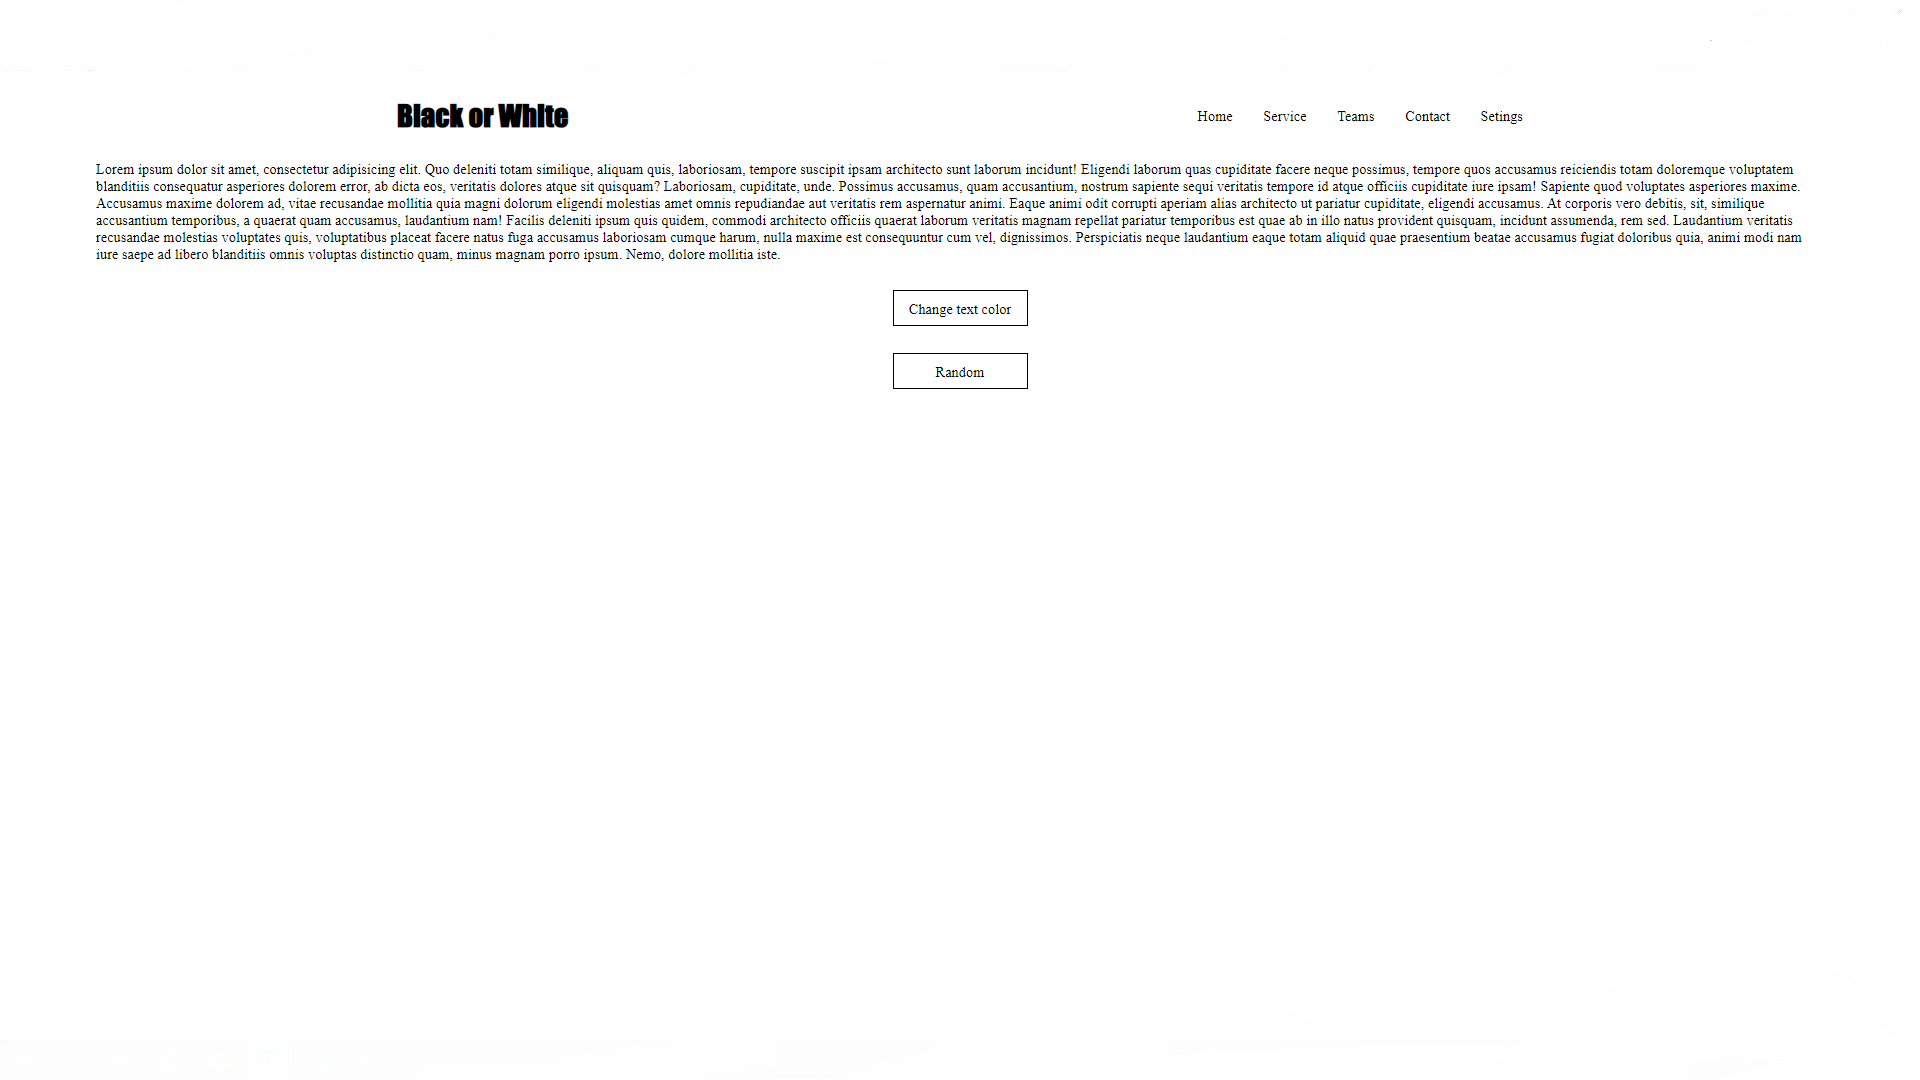 Black or White
Home Service Teams Contact Setings
Lorem ipsum dolor sit amet, consectetur adipisicing elit. Quo deleniti totam similique, aliquam quis, laboriosam, tempore suscipit ipsam architecto sunt laborum incidunt! Eligendi laborum quas cupiditate facere neque possimus, tempore quos accusamus reiciendis totam doloremque voluptatem
blanditiis consequatur asperiores dolorem error, ab dicta eos, veritatis dolores atque sit quisquam? Laboriosam, cupiditate, unde. Possimus accusamus, quam accusantium, nostrum sapiente sequi veritatis tempore id atque officiis cupiditate iure ipsam! Sapiente quod voluptates asperiores maxime.
Accusamus maxime dolorem ad, vitae recusandae mollitia quia magni dolorum eligendi molestias amet omnis repudiandae aut veritatis rem aspernatur animi. Eaque animi odit corrupti aperiam alias architecto ut pariatur cupiditate, eligendi accusamus. At corporis vero debitis, sit, similique
accusantium temporibus, a quaerat quam accusamus, laudantium nam! Facilis deleniti ipsum quis quidem, commodi architecto officiis quaerat laborum veritatis magnam repellat pariatur temporibus est quae ab in illo natus provident quisquam, incidunt assumenda, rem sed. Laudantium veritatis
recusandae molestias voluptates quis, voluptatibus placeat facere natus fuga accusamus laboriosam cumque harum, nulla maxime est consequuntur cum vel, dignissimos. Perspiciatis neque laudantium eaque totam aliquid quae praesentium beatae accusamus fugiat doloribus quia, animi modi nam
iure saepe ad libero blanditiis omnis voluptas distinctio quam, minus magnam porro ipsum. Nemo, dolore mollitia iste.
Change text color
Random